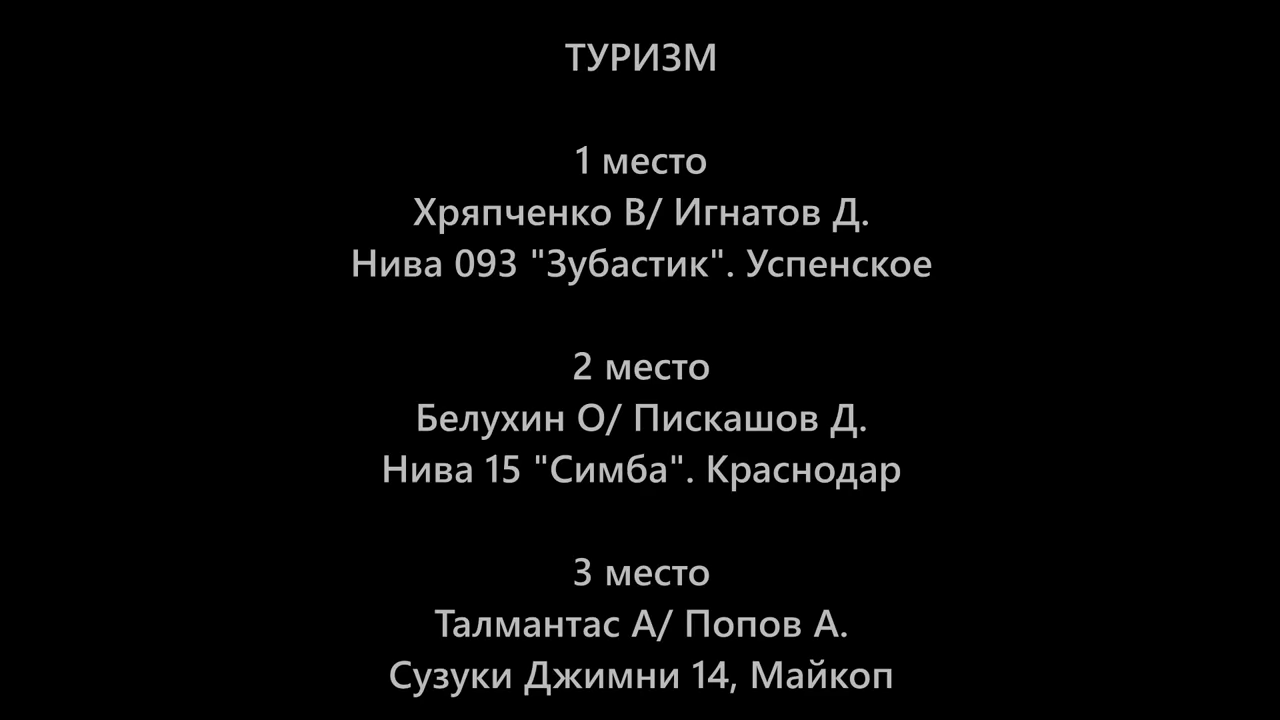 ТУРИЗМ
1 место
Хряпченко В/ Игнатов Д.
Нива 093 "Зубастик". Успенское
2 место
Белухин О/ Пискашов Д.
Нива 15 "Симба". Краснодар
3 место
Талмантас А/ Попов А.
Сузуки Джимни 14, Майкоп